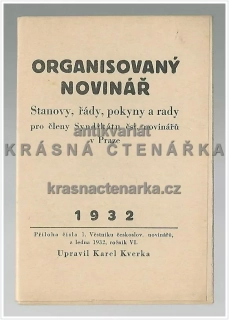 ORGANISOVANÝ
NOVINÁŘ
Stanovy, řády, pokyny a rady
antikvariát
pro členy Syndikátu čsl. novinářů
KRÁSNÁ ČTENÁŘKA
v Praze
krasnactenarka.cz
1932
Příloha čísla 1. Věstníku českoslov. novinářů,
z ledna 1932, ročník VI.
Upravil Karel Kverka